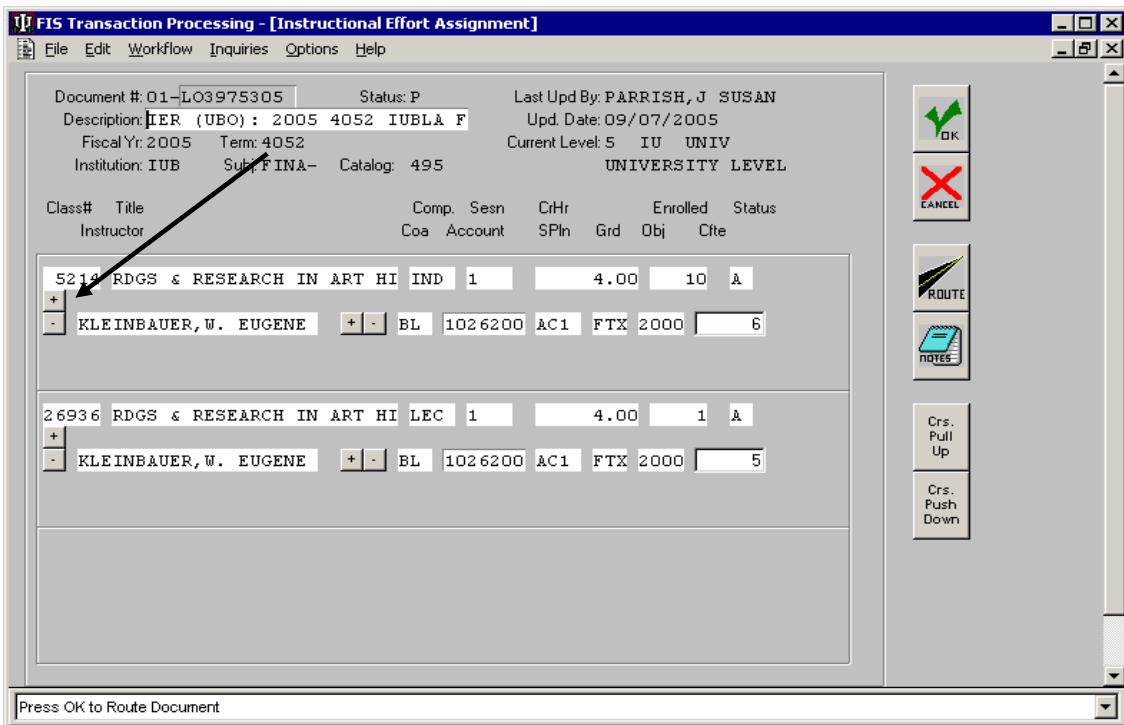 FIS Transaction Processing - [Instructional Effort Assignment]
File Edit Workflow Inquiries Options Help
Document #: 01-LO3975305 Status: P Last Upd By: PARRISH,J SUSAN
Description: IER (UBO): 2005 4052 IUBLA F Upd. Date: 09/07/2005
Fiscal Yr: 2005 Term: 4052 Current Level: 5 IU UNIV
Institution: IUB Subj: FINA- Catalog: 495 UNIVERSITY LEVEL
Class# Title Comp. Sesn CrHr Enrolled Status
Instructor Coa Account SPln Grd Obj Cfte
5214 RDGS & RESEARCH IN ART HI IND 1 4.00 10 A
+
- KLEINBAUER,W. EUGENE + - BL 1026200 AC1 FTX 2000 6
26936 RDGS & RESEARCH IN ART HI LEC 1 4.00 1 A
+
- KLEINBAUER,W. EUGENE + - BL 1026200 AC1 FTX 2000 5
OK
CANCEL
ROUTE
NOTES
Crs.
Pull
Up
Crs.
Push
Down
Press OK to Route Document